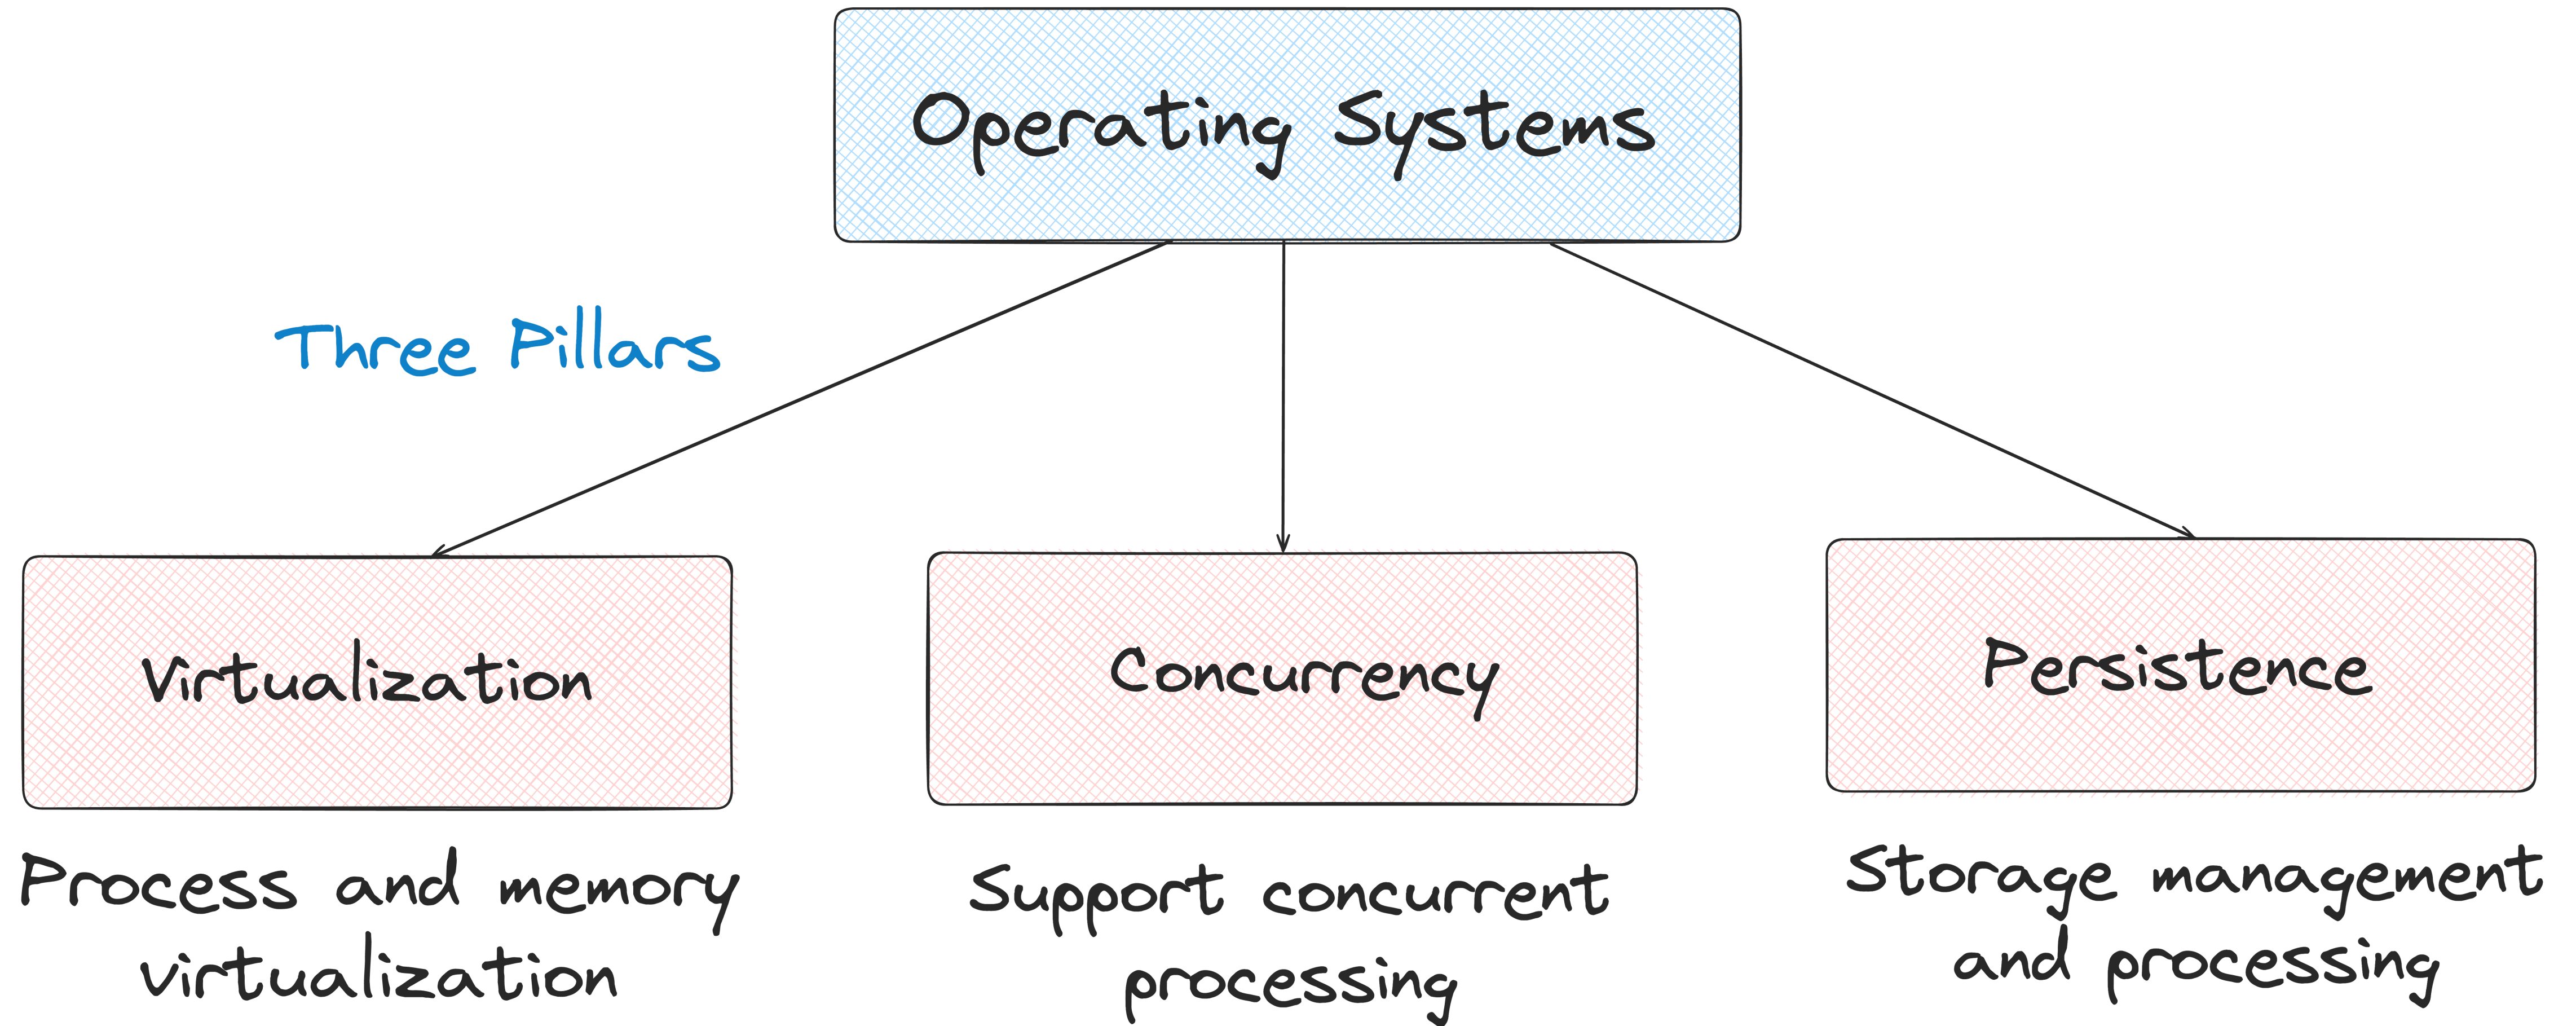 Operating Systems
Three Pillars
Virtualization
Concurrency
Persistence
Process and memory
virtualization
Support concurrent
processing
Storage management
and processing